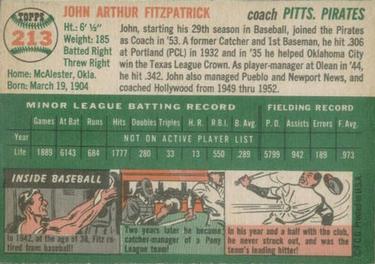 TOPPS
213
JOHN ARTHUR FITZPATRICK
coach PITTS. PIRATES
Ht.: 6' ½"
Weight: 185
Batted Right
Threw Right
Home: McAlester, Okla.
Born: March 19, 1904
John, starting his 29th season in Baseball, joined the Pirates
as Coach in '53. A former Catcher and 1st Baseman, he hit .306
at Portland (PCL) in 1932 and in '35 he helped Oklahoma City
win the Texas League Crown. As player-manager at Olean in '44,
he hit .342. John also managed Pueblo and Newport News, and
coached Hollywood from 1949 thru 1952.
MINOR LEAGUE BATTING RECORD
FIELDING RECORD
Games At Bat Runs Hits Doubles Triples H.R. R.B.I. B. Avg. P.O. Assists Errors F. Avg.
YEAR NOT ON ACTIVE PLAYER LIST
LIFE 1889 6143 684 1777 280 33 13 550 .289 5799 942 189 .973
INSIDE BASEBALL
In 1942, at the age of 38, Fitz re-
tired from baseball!
Two years later he became
catcher-manager of a Pony
League team!
In his year and a half with the club,
he never struck out, and was
the team's leading hitter!
©T.C.G. Printed in U.S.A.